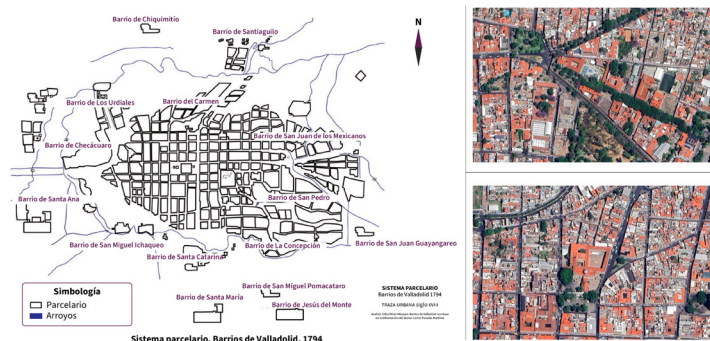 Barrio de Chiquimitío
Barrio de Santiaguilo
N
Barrio de Los Urdiales
Barrio del Carmen
Barrio de San Juan de los Mexicanos
Barrio de Checácuaro
Barrio de Santa Ana
Barrio de San Pedro
Barrio de San Miguel Ichaqueo
Barrio de La Concepción
Barrio de San Juan Guayangareo
Barrio de Santa Catarina
Barrio de San Miguel Pomacataro
Barrio de Santa María
Barrio de Jesús del Monte
Simbología
Parcelario
Arroyos
SISTEMA PARCELARIO
Barrios de Valladolid 1794
TRAZA URBANA siglo XVIII
Sistema parcelario. Barrios de Valladolid, 1794